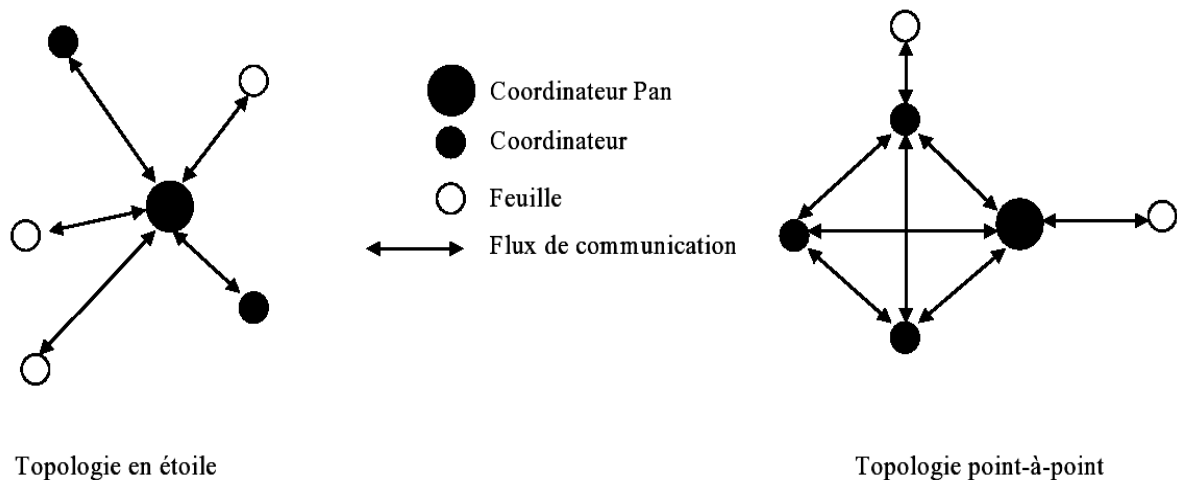 Coordinateur Pan
Coordinateur
Feuille
Flux de communication
Topologie en étoile
Topologie point-à-point